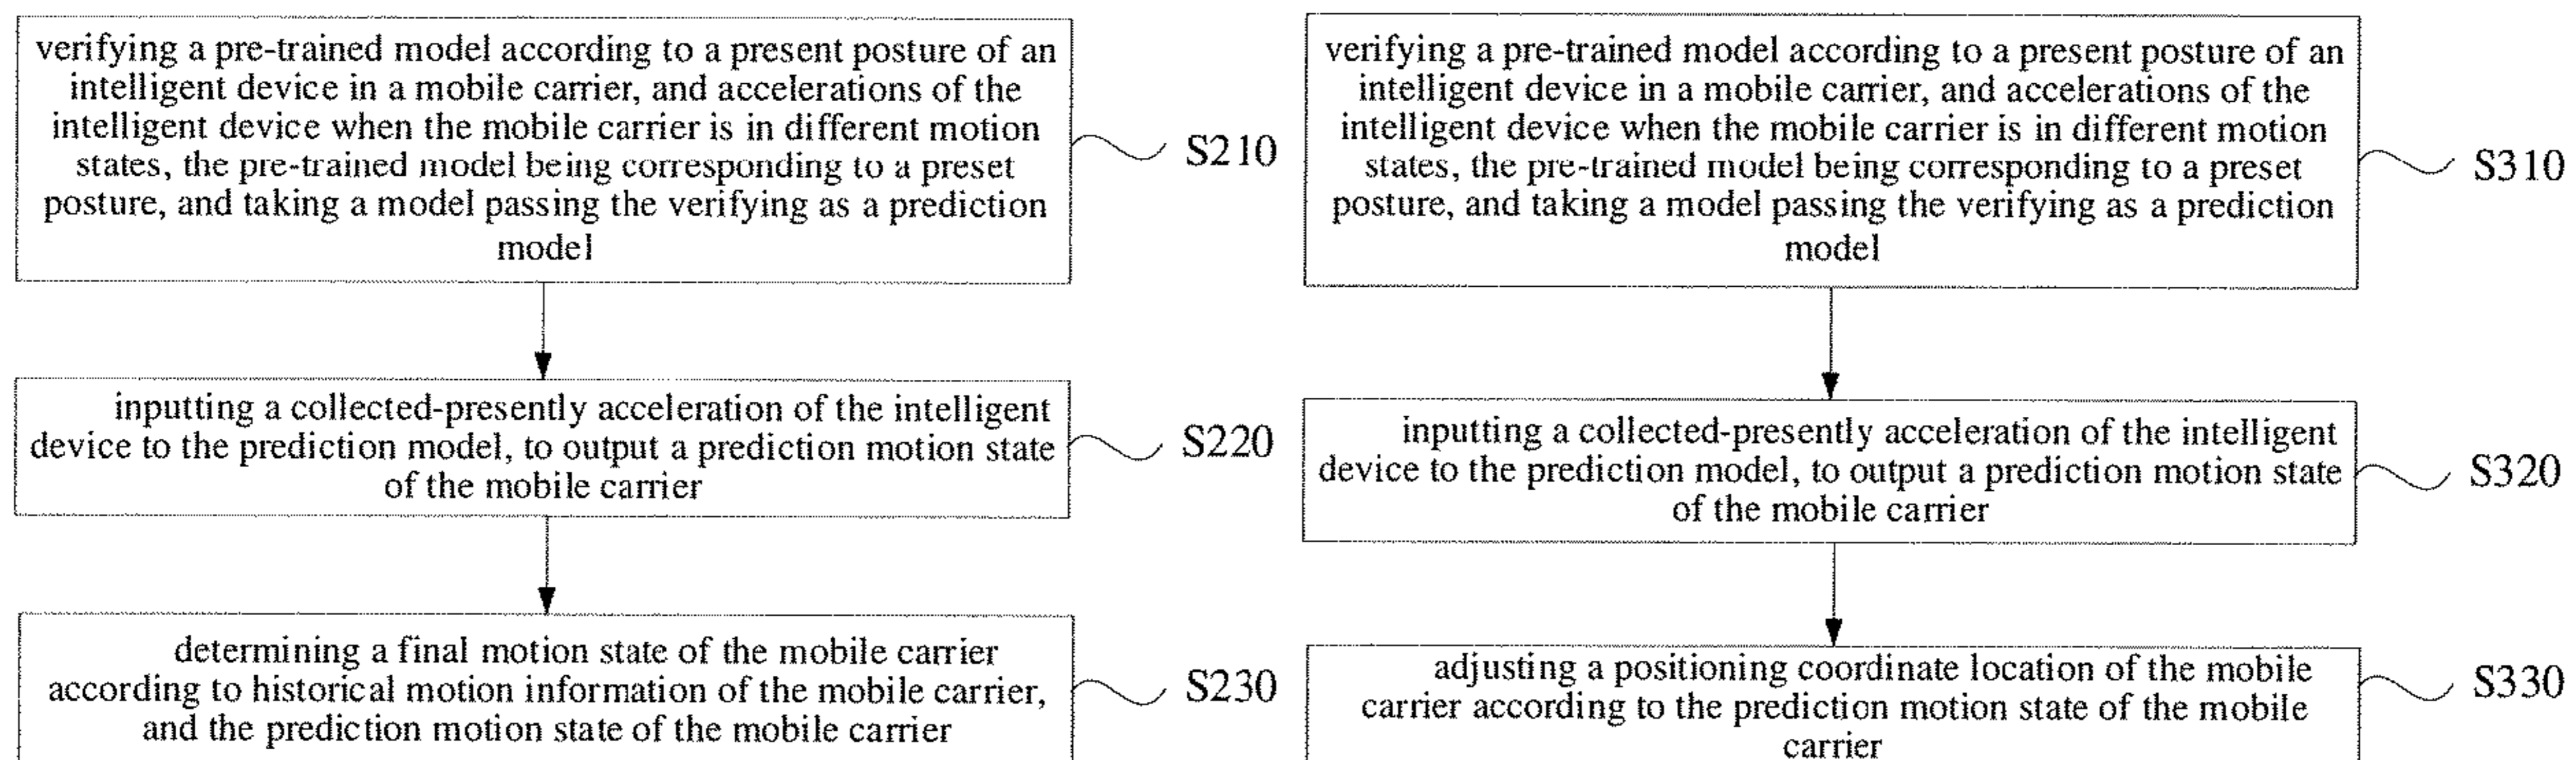 verifying a pre-trained model according to a present posture of an
intelligent device in a mobile carrier, and accelerations of the
intelligent device when the mobile carrier is in different motion
states, the pre-trained model being corresponding to a preset
posture, and taking a model passing the verifying as a prediction
model
S210
inputting a collected-presently acceleration of the intelligent
device to the prediction model, to output a prediction motion state
of the mobile carrier
S220
determining a final motion state of the mobile carrier
according to historical motion information of the mobile carrier,
and the prediction motion state of the mobile carrier
S230
verifying a pre-trained model according to a present posture of an
intelligent device in a mobile carrier, and accelerations of the
intelligent device when the mobile carrier is in different motion
states, the pre-trained model being corresponding to a preset
posture, and taking a model passing the verifying as a prediction
model
S310
inputting a collected-presently acceleration of the intelligent
device to the prediction model, to output a prediction motion state
of the mobile carrier
S320
adjusting a positioning coordinate location of the mobile
carrier according to the prediction motion state of the mobile
carrier
S330